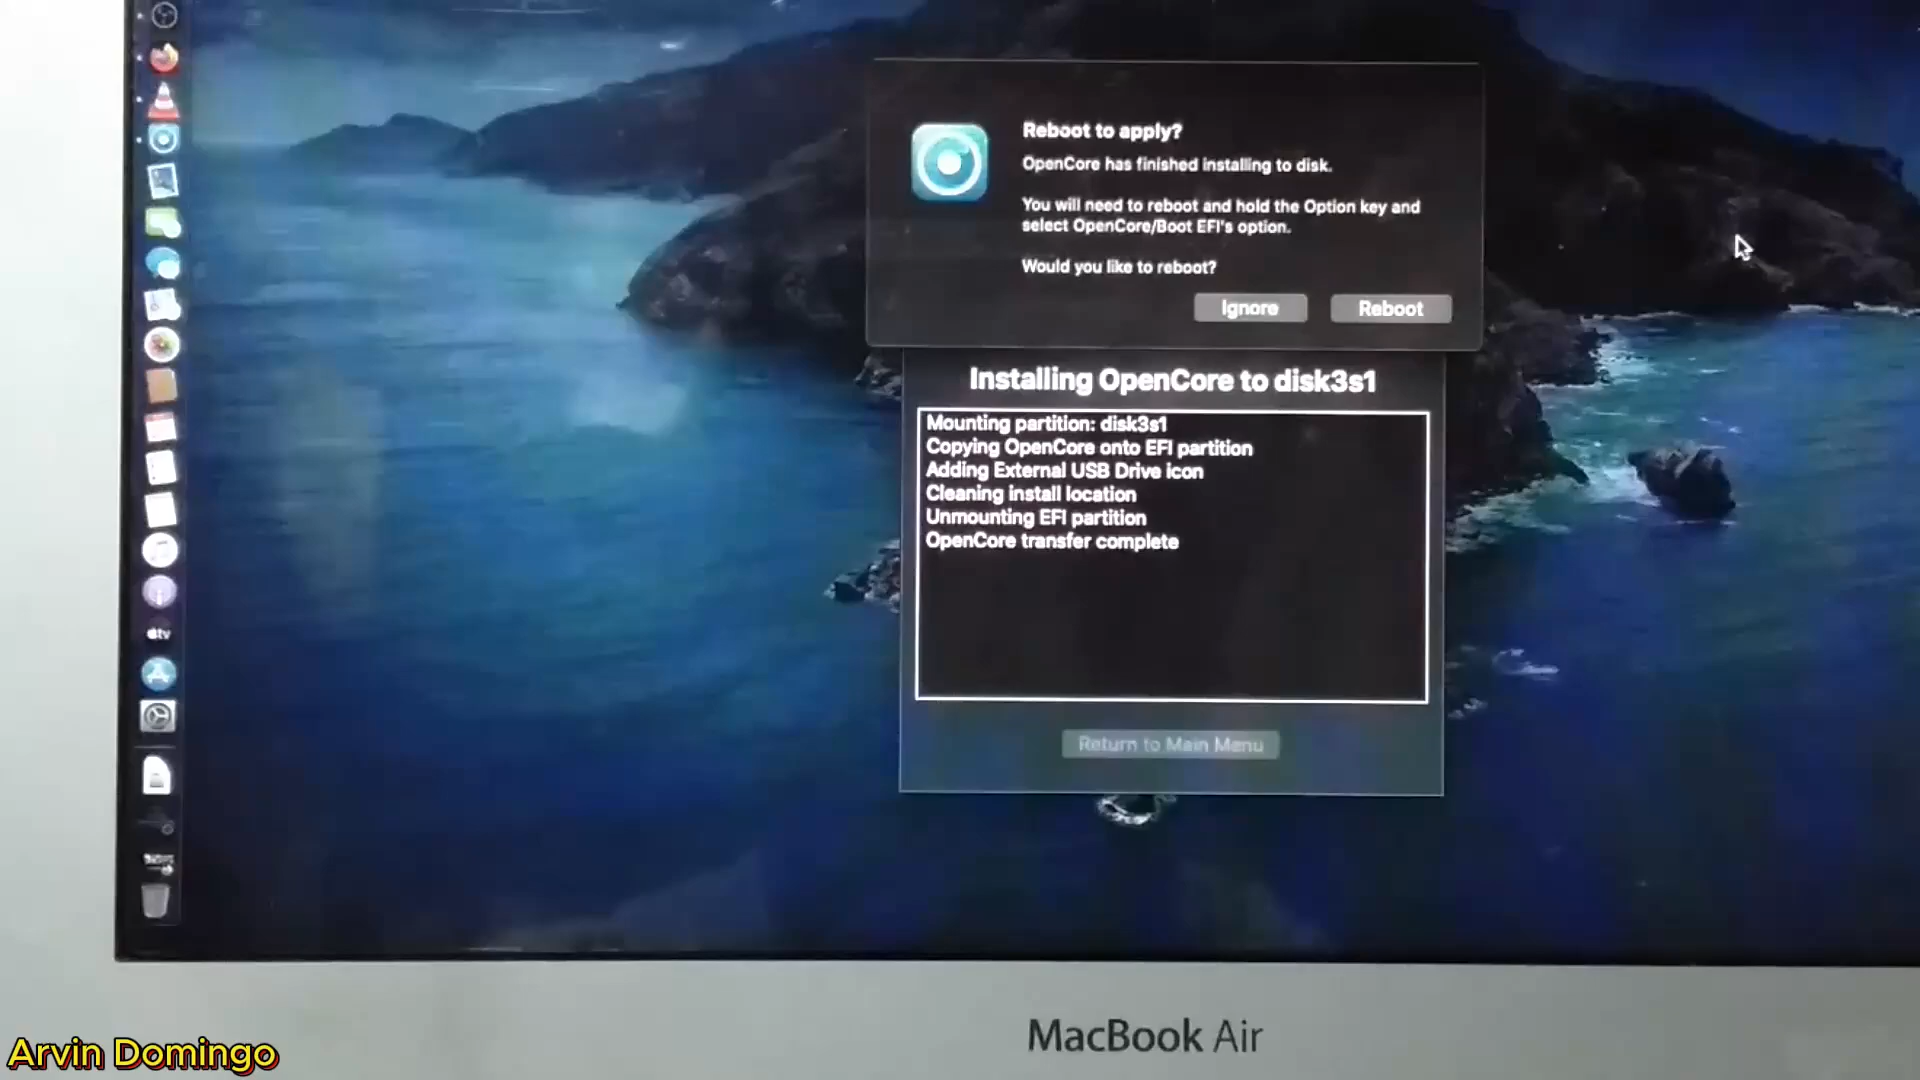 Reboot to apply?
OpenCore has finished installing to disk.
You will need to reboot and hold the Option key and
select OpenCore/Boot EFI's option.
Would you like to reboot?
Ignore
Reboot
Installing OpenCore to disk3s1
Mounting partition: disk3s1
Copying OpenCore onto EFI partition
Adding External USB Drive icon
Cleaning install location
Unmounting EFI partition
OpenCore transfer complete
Return to Main Menu
tv
MacBook Air
Arvin Domingo